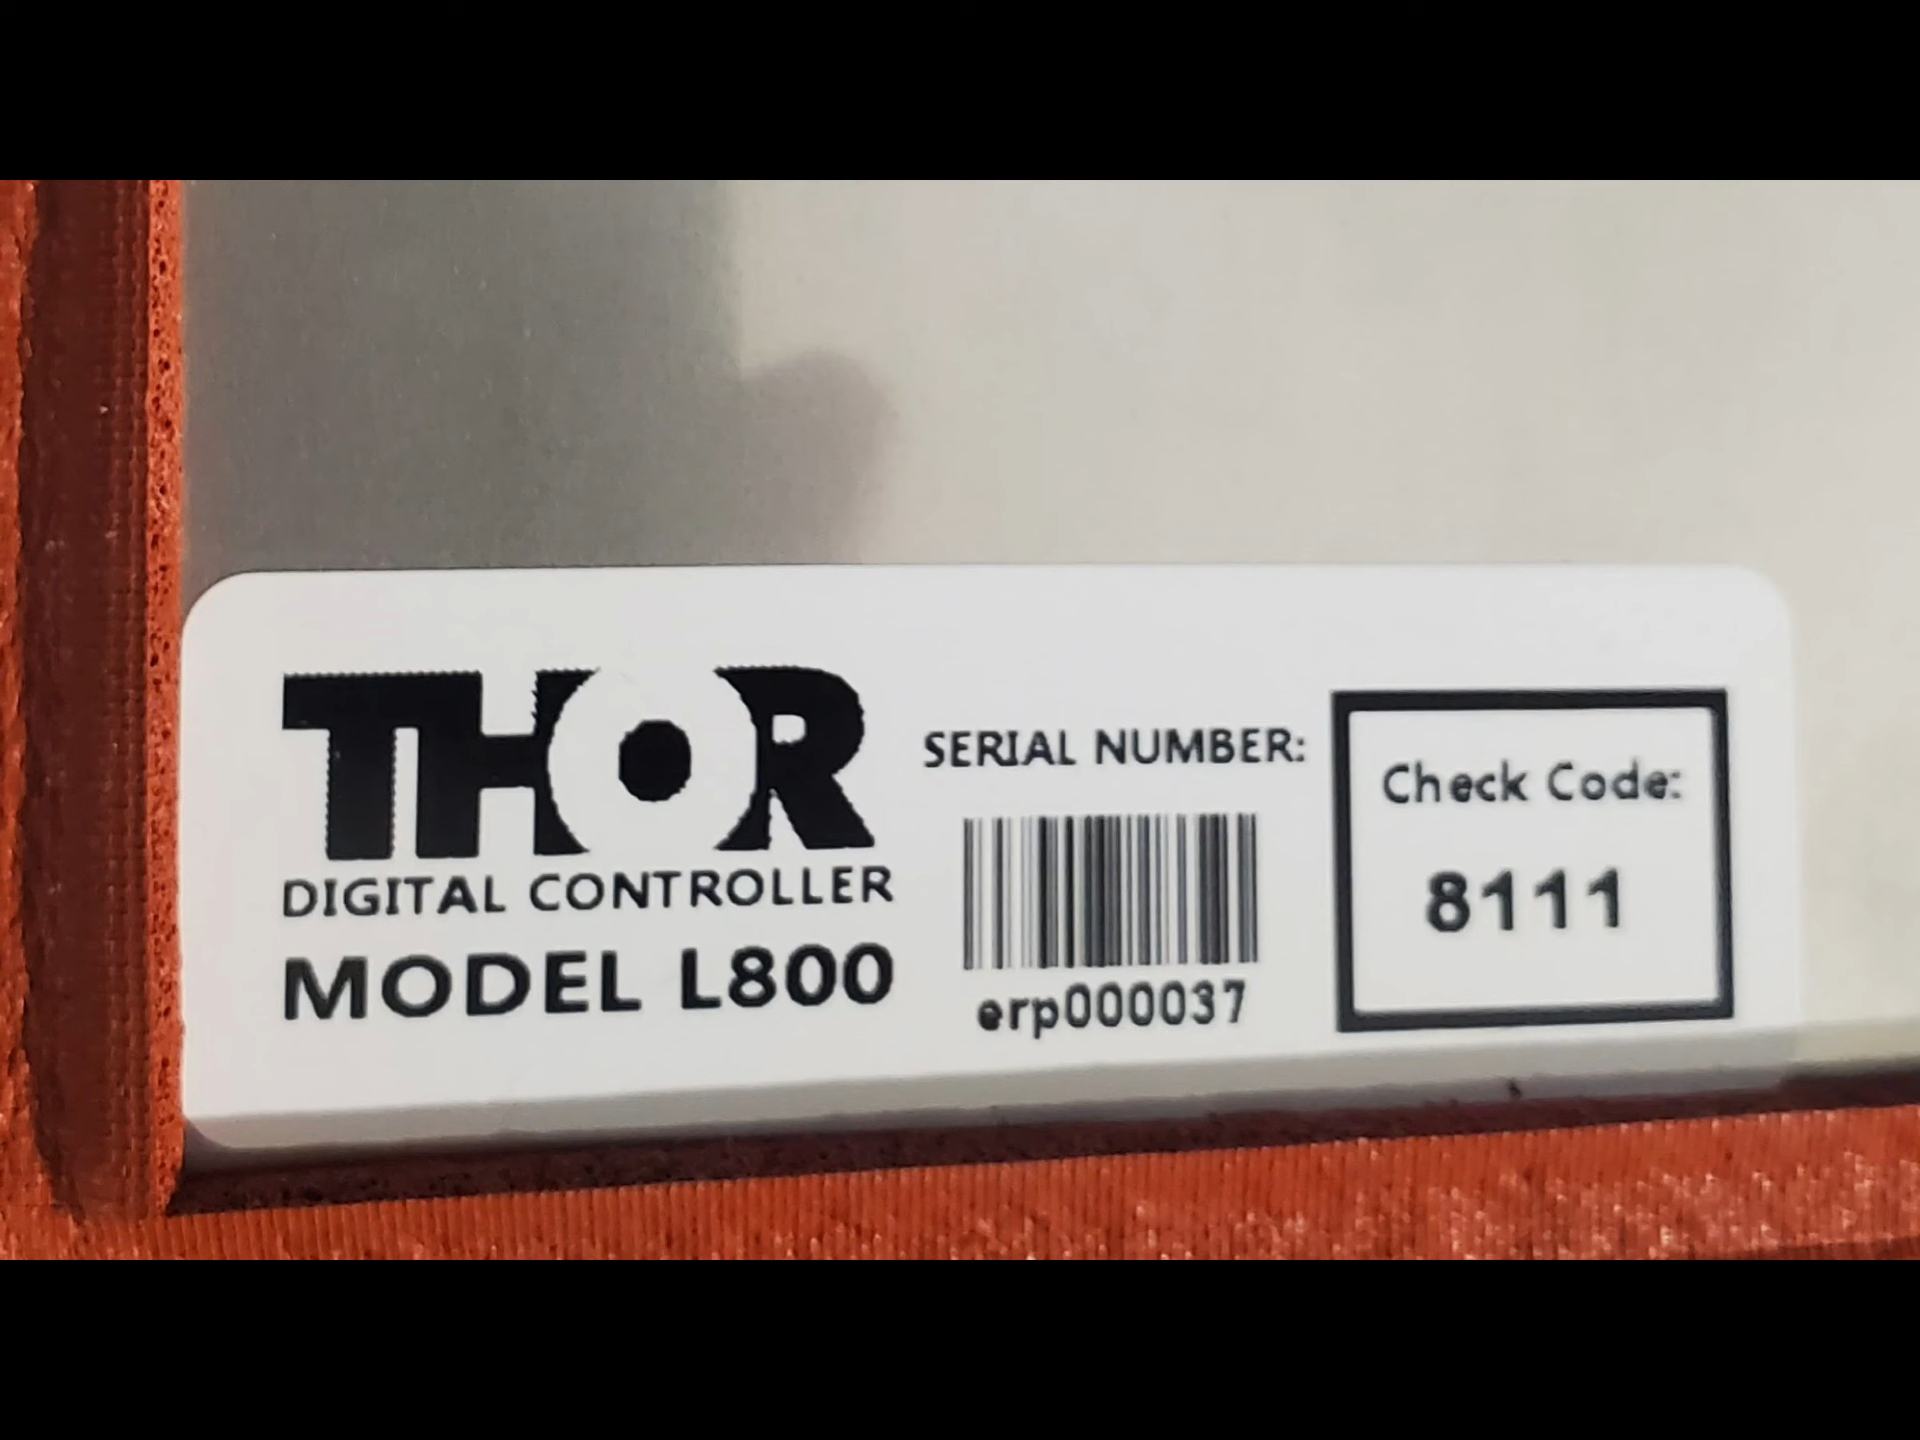 THOR
DIGITAL CONTROLLER
MODEL L800
SERIAL NUMBER:
erp000037
Check Code:
8111